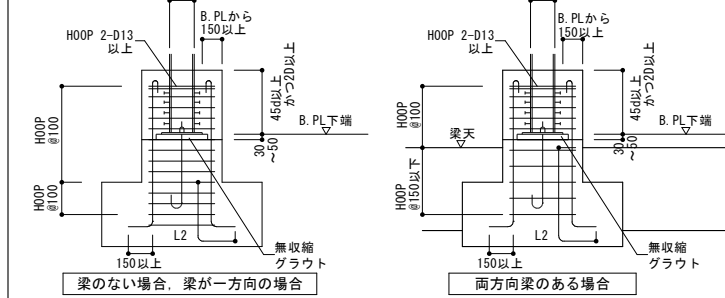 B.PLから
150以上
HOOP 2-D13
以上
HOOP
@100
HOOP
@100
45d以上
かつ2D以上
B.PL下端
30
~50
L2
無収縮
グラウト
150以上
梁のない場合，梁が一方向の場合
B.PLから
150以上
HOOP 2-D13
以上
HOOP
@100
梁天
HOOP
@150以下
45d以上
かつ2D以上
B.PL下端
30
~50
L2
無収縮
グラウト
150以上
両方向梁のある場合